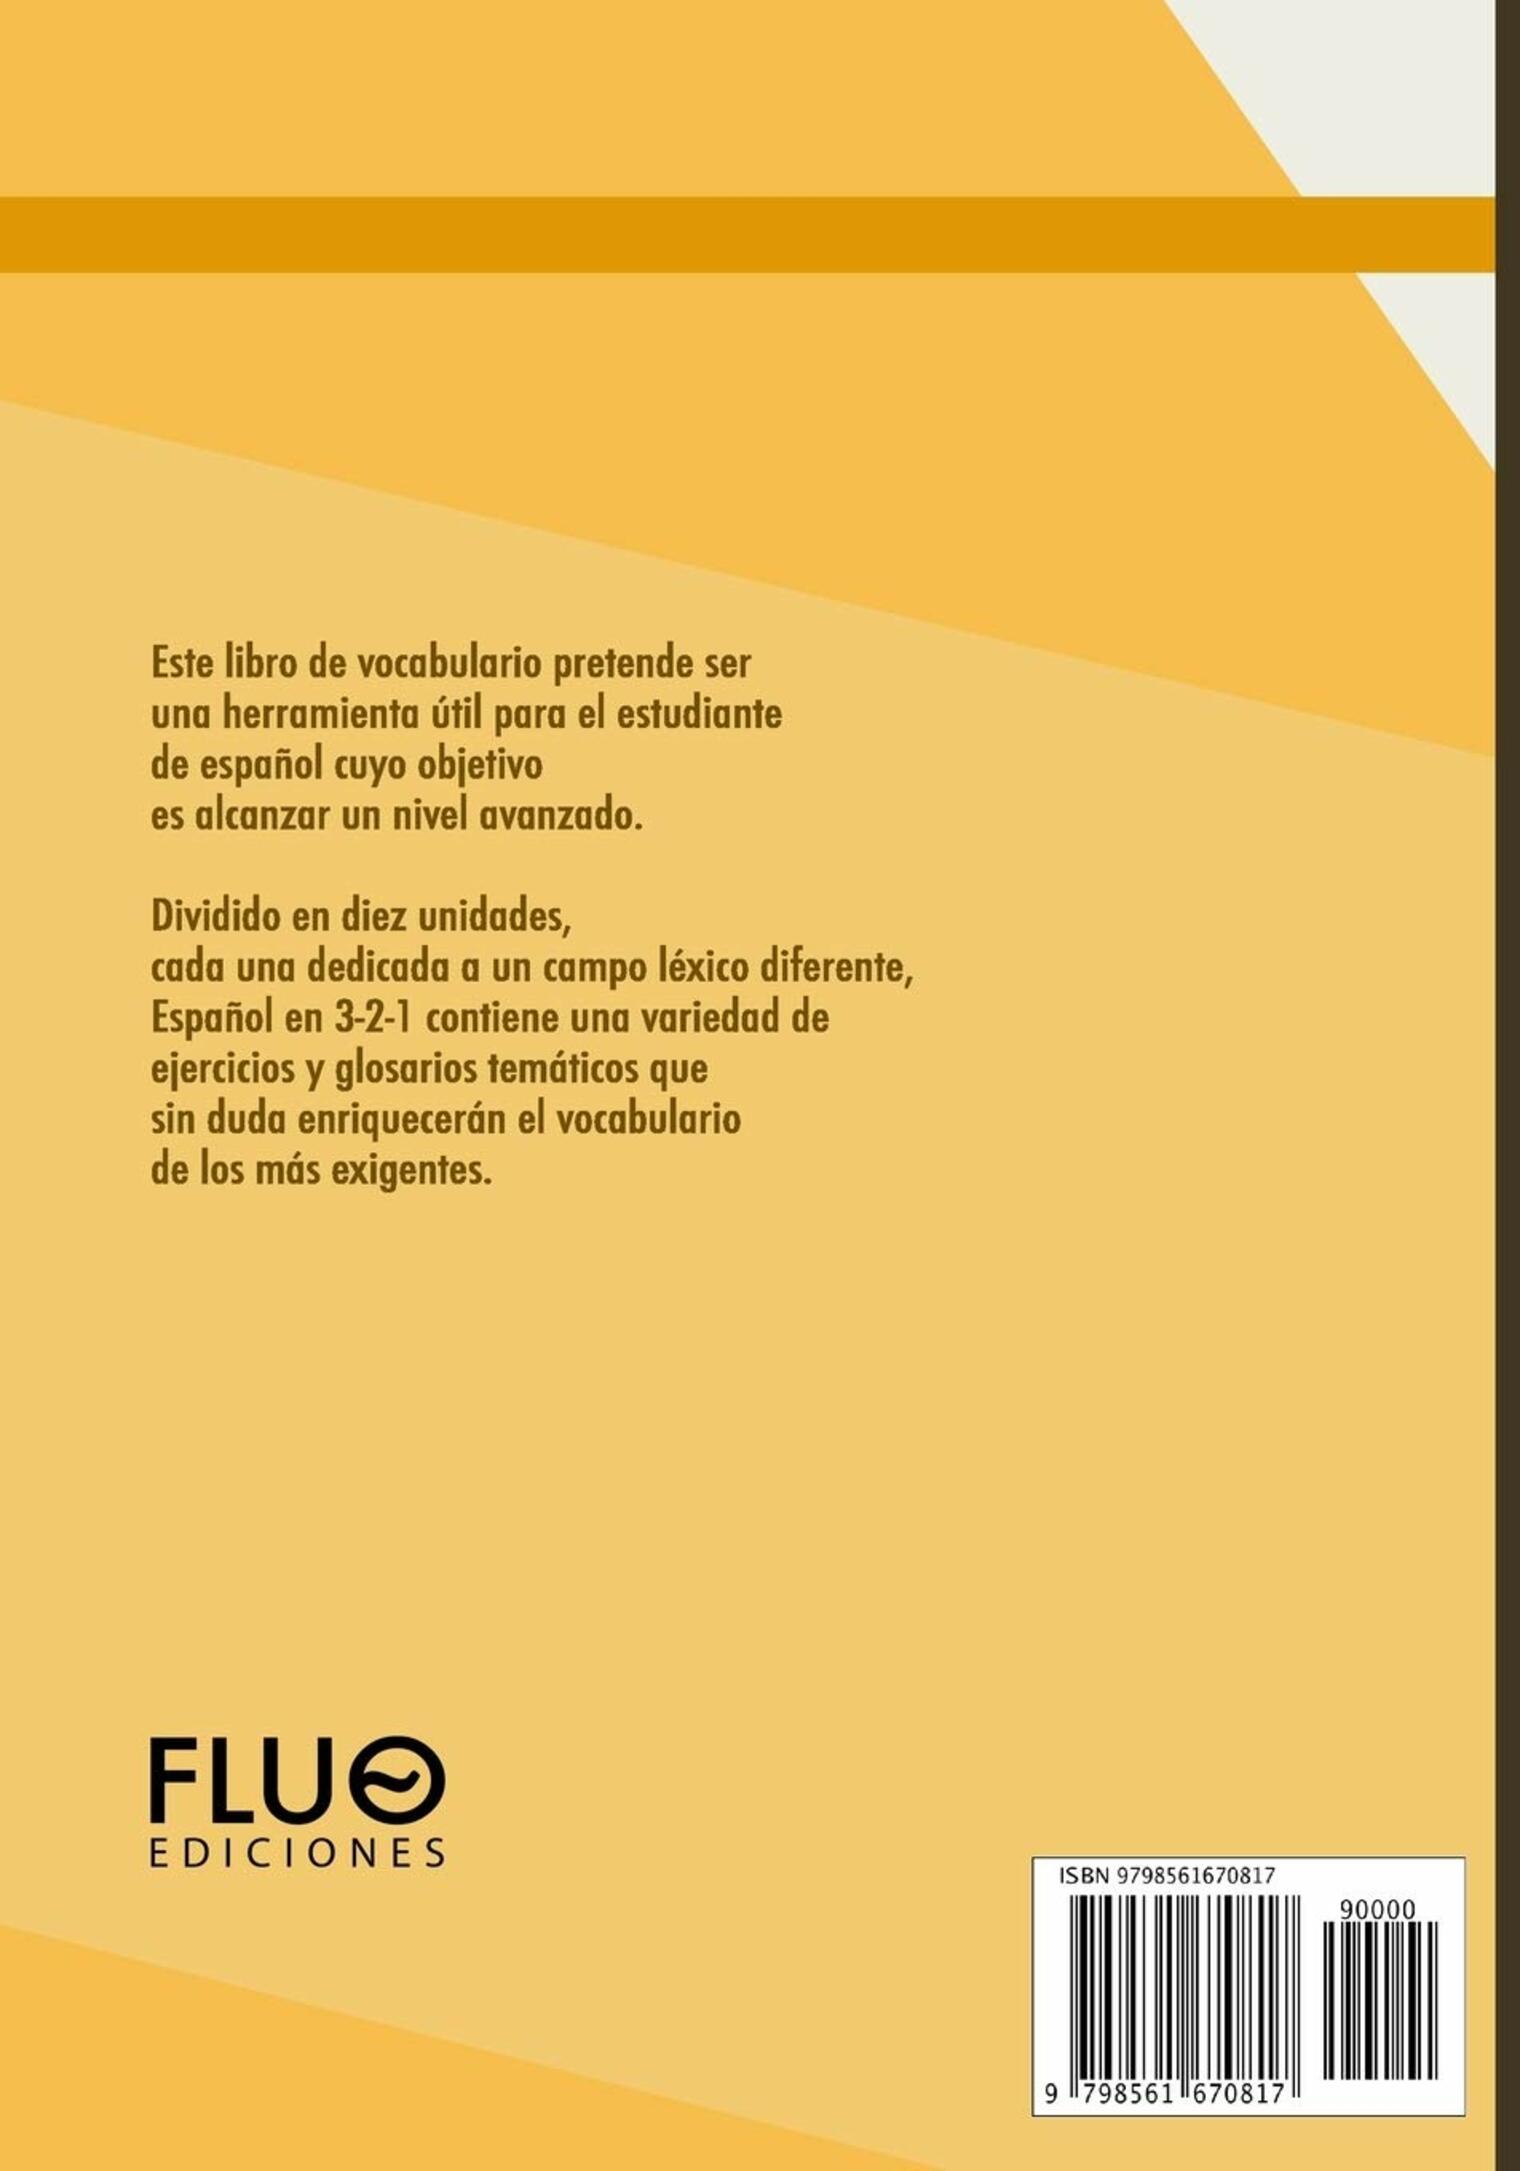 Este libro de vocabulario pretende ser
una herramienta útil para el estudiante
de español cuyo objetivo
es alcanzar un nivel avanzado.
Dividido en diez unidades,
cada una dedicada a un campo léxico diferente,
Español en 3-2-1 contiene una variedad de
ejercicios y glosarios temáticos que
sin duda enriquecerán el vocabulario
de los más exigentes.
FLUO
EDICIONES
ISBN 9798561670817
90000
9 798561 670817